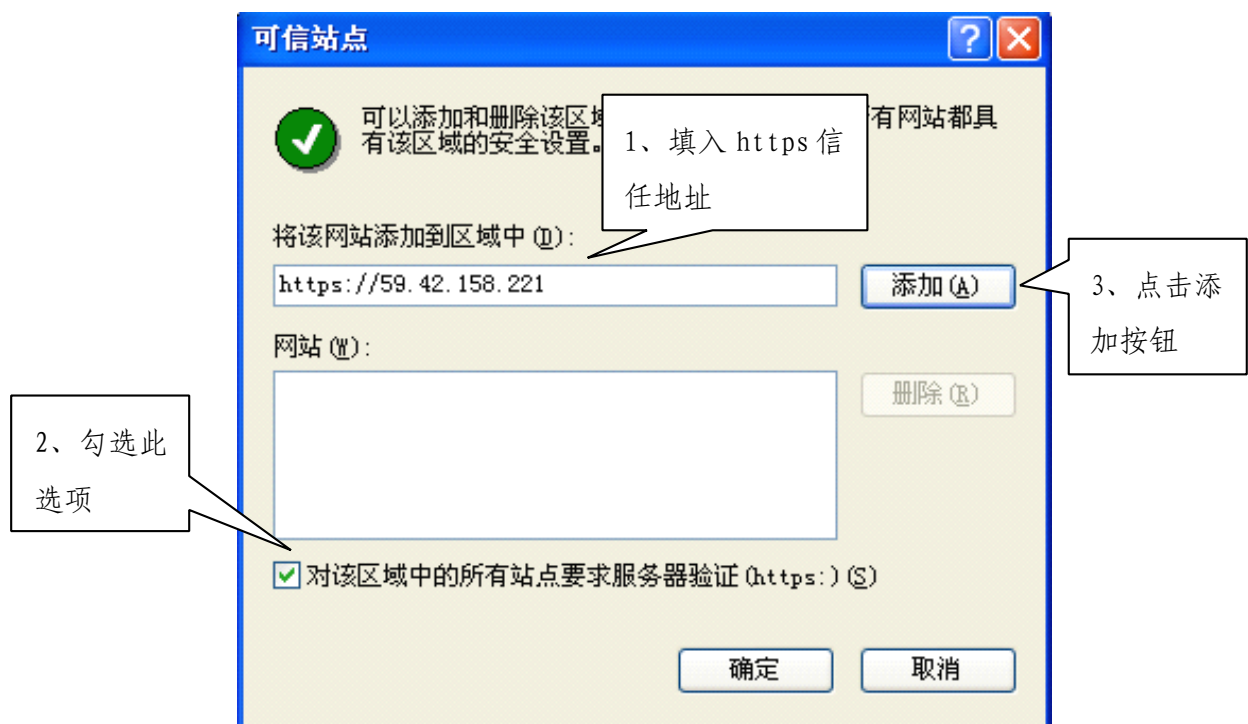 可信站点
可以添加和删除该区
有网站都具
有该区域的安全设置。
1、填入 https 信
任地址
将该网站添加到区域中(D):
https://59.42.158.221
添加(A)
3、点击添
加按钮
网站(W):
删除(R)
2、勾选此
选项
对该区域中的所有站点要求服务器验证(https:)(S)
确定
取消